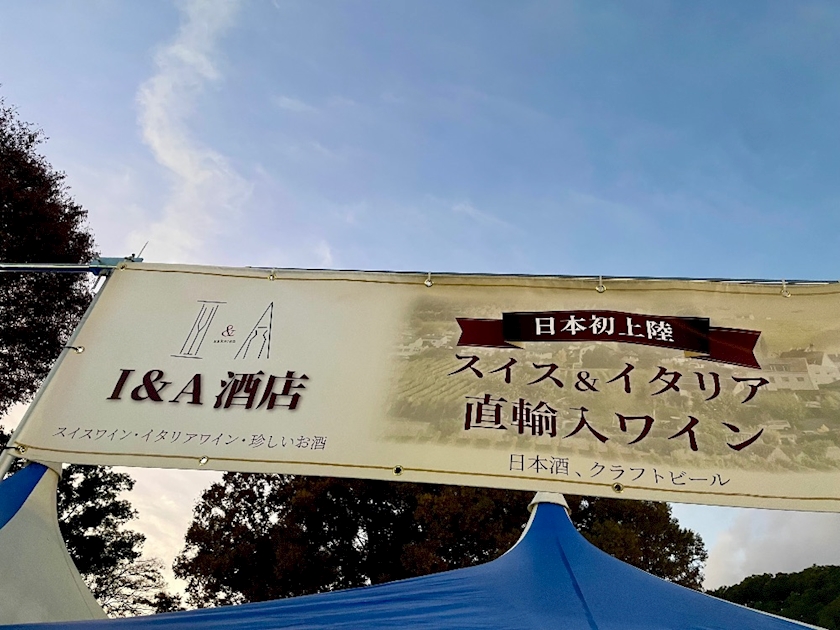 I & A
I&A 酒店
スイスワイン・イタリアワイン・珍しいお酒
日本初上陸
スイス&イタリア
直輸入ワイン
日本酒、クラフトビール